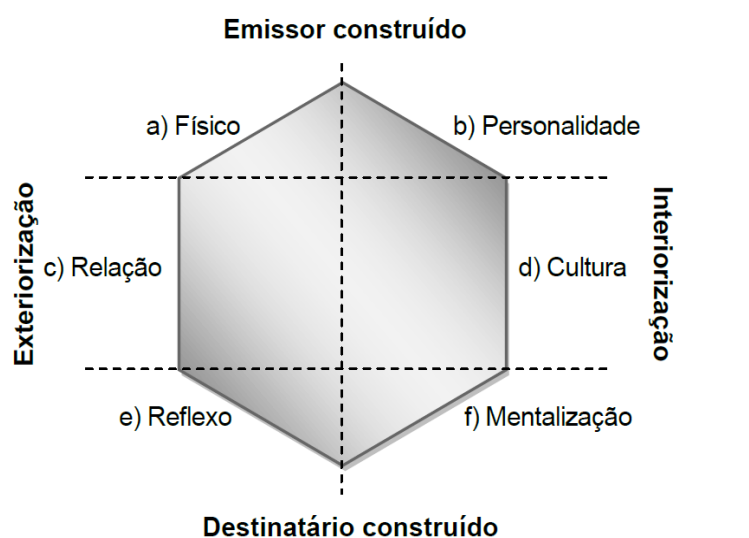 Emissor construído
a) Físico
b) Personalidade
Exteriorização
c) Relação
d) Cultura
Interiorização
e) Reflexo
f) Mentalização
Destinatário construído